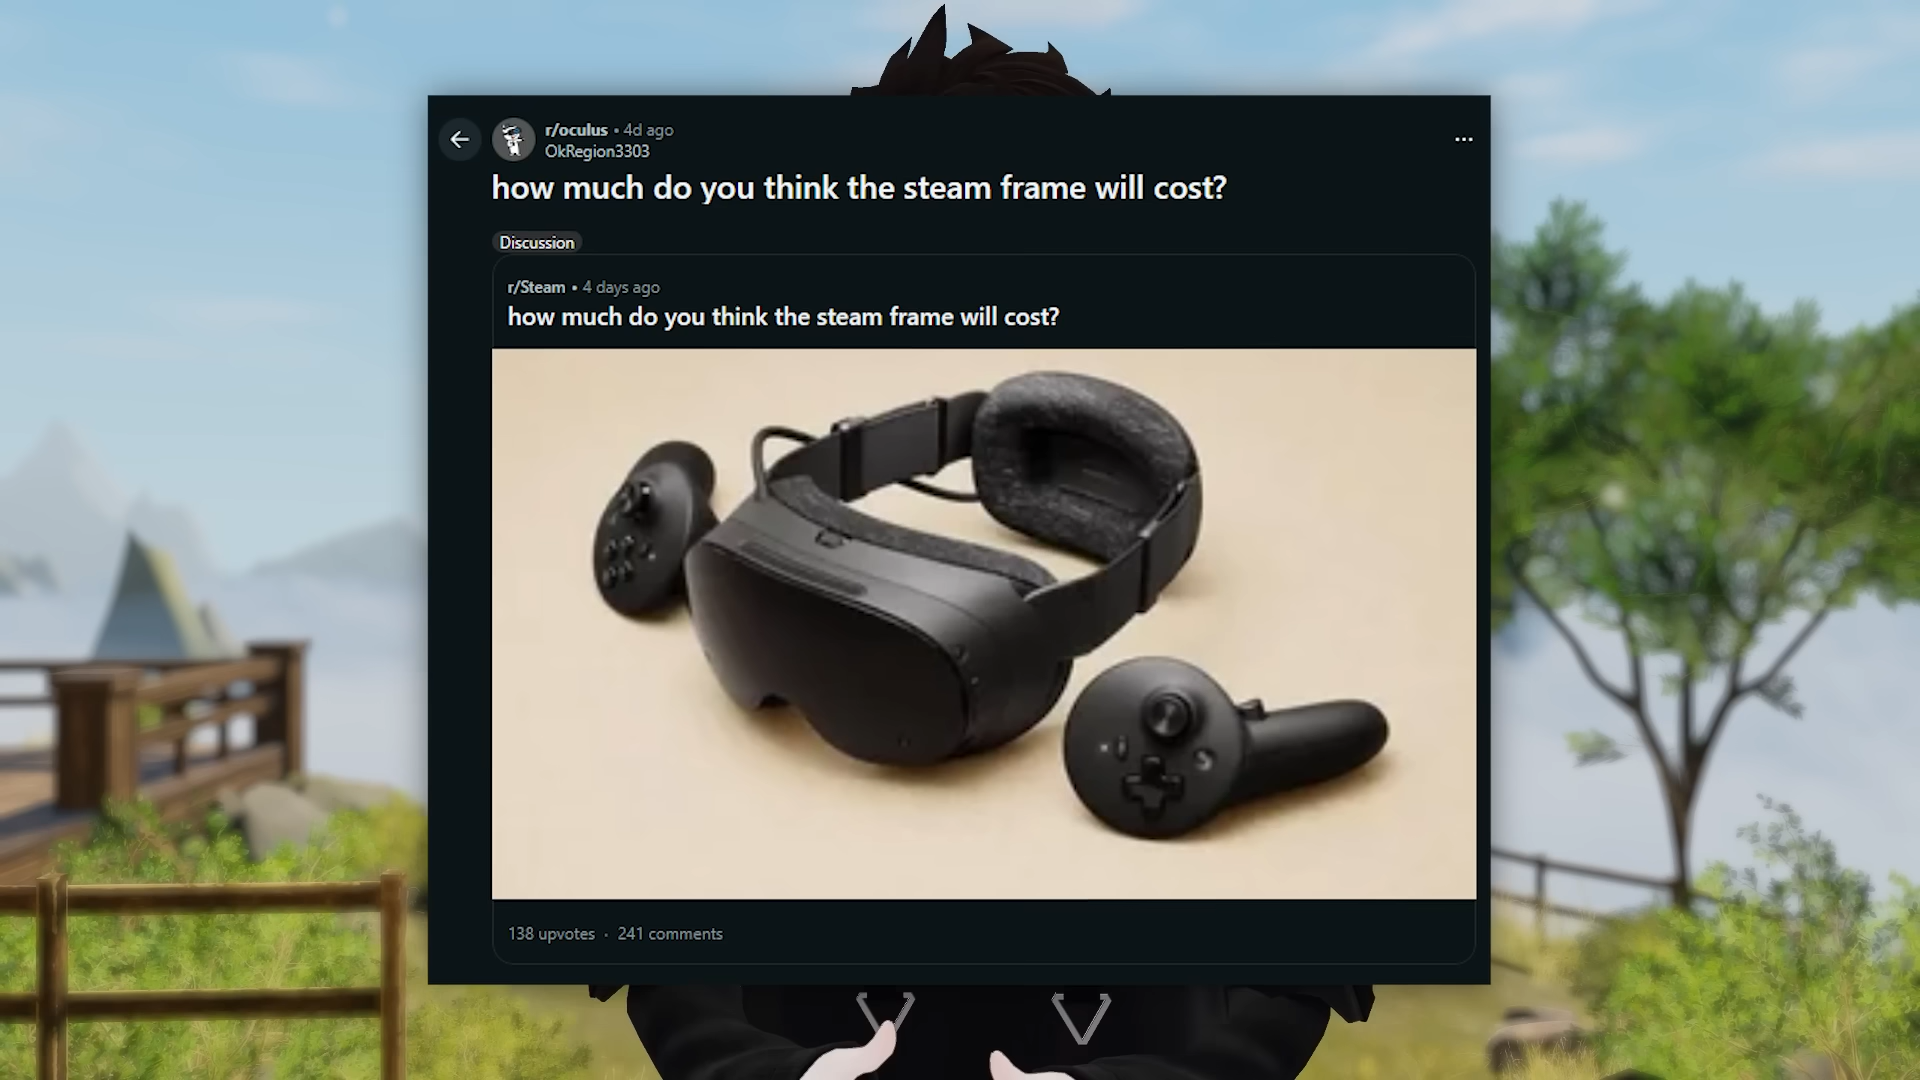 r/oculus • 4d ago
OkRegion3303
how much do you think the steam frame will cost?
Discussion
r/Steam • 4 days ago
how much do you think the steam frame will cost?
138 upvotes · 241 comments